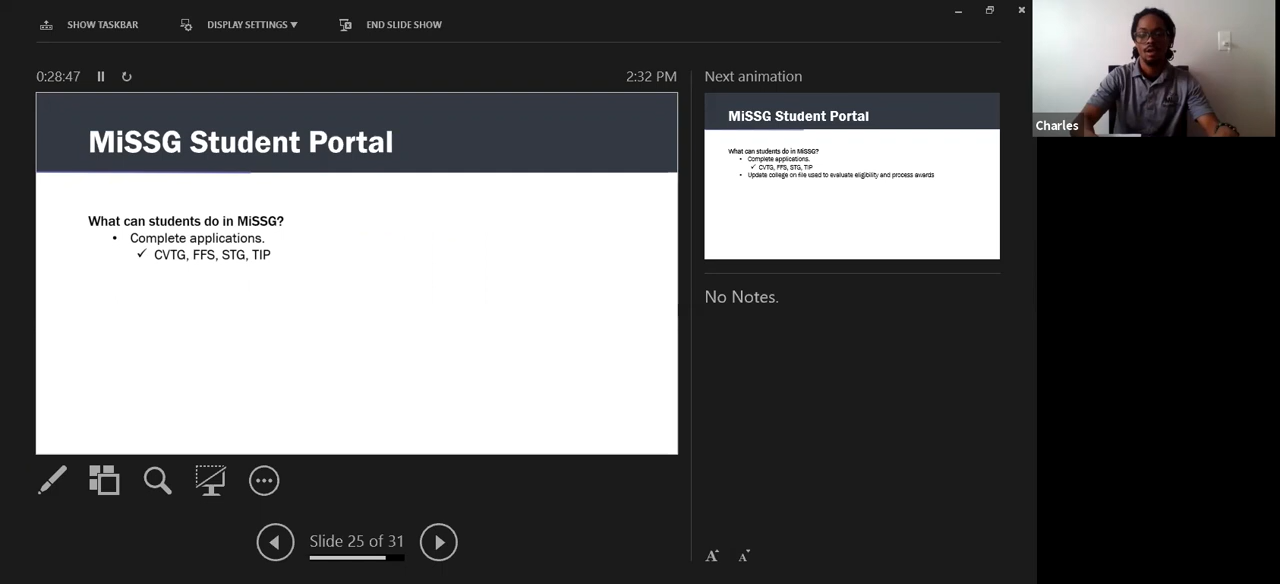 SHOW TASKBAR
DISPLAY SETTINGS
END SLIDE SHOW
0:28:47
2:32 PM
MiSSG Student Portal
What can students do in MiSSG?
• Complete applications.
✓ CVTG, FFS, STG, TIP
Slide 25 of 31
Next animation
MiSSG Student Portal
What can students do in MiSSG?
• Complete applications.
✓ CVTG, FFS, STG, TIP
• Update college on file used to evaluate eligibility and process awards
No Notes.
A A
Charles